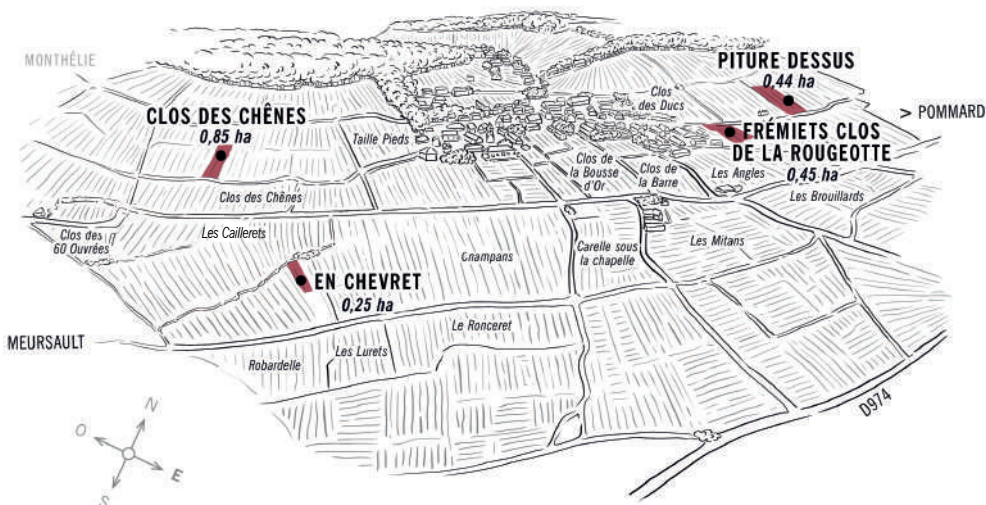 MONTHÉLIE
PITURE DESSUS
0,44 ha
Clos
des Ducs
> POMMARD
CLOS DES CHÊNES
0,85 ha
Taille Pieds
FRÉMIETS CLOS
DE LA ROUGEOTTE
0,45 ha
Clos de
la Bousse
d'Or
Clos de
la Barre
Les Angles
Les Brouillards
Clos des Chênes
Clos des
60 Ouvrées
Les Caillerets
Cnampans
Carelle sous
la chapelle
Les Mitans
EN CHEVRET
0,25 ha
MEURSAULT
Le Ronceret
Les Lurets
Robardelle
D974
N
O
E
S